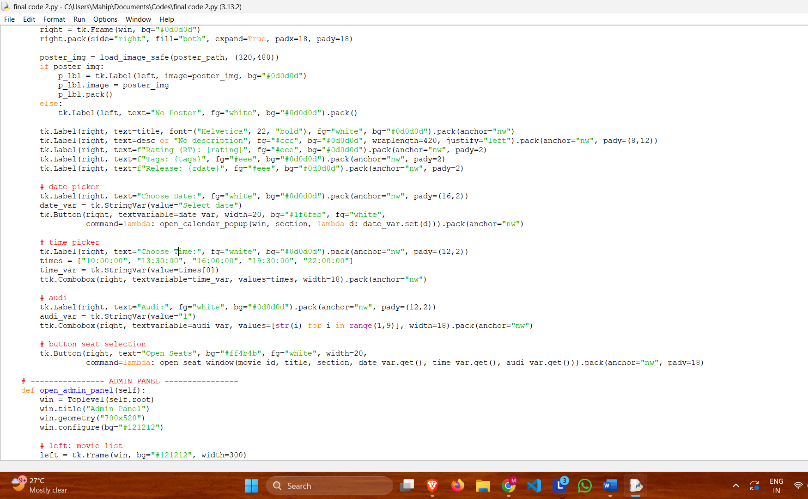 final code 2.py - C:\Users\Mahip\Documents\Codes\final code 2.py (3.13.2)
File Edit Format Run Options Window Help
right = tk.Frame(win, bg="#0d0d0d")
right.pack(side="right", fill="both", expand=True, padx=18, pady=18)
poster_img = load_image_safe(poster_path, (320,480))
if poster_img:
p_lbl = tk.Label(left, image=poster_img, bg="#0d0d0d")
p_lbl.image = poster_img
p_lbl.pack()
else:
tk.Label(left, text="No Poster", fg="white", bg="#0d0d0d").pack()
tk.Label(right, text=title, font=("Helvetica", 22, "bold"), fg="white", bg="#0d0d0d").pack(anchor="nw")
tk.Label(right, text=desc or "No description", fg="#ccc", bg="#0d0d0d", wraplength=420, justify="left").pack(anchor="nw", pady=(8,12))
tk.Label(right, text=f"Rating (RT): {rating}", fg="#eee", bg="#0d0d0d").pack(anchor="nw", pady=2)
tk.Label(right, text=f"Tags: {tags}", fg="#eee", bg="#0d0d0d").pack(anchor="nw", pady=2)
tk.Label(right, text=f"Release: {rdate}", fg="#eee", bg="#0d0d0d").pack(anchor="nw", pady=2)
# date picker
tk.Label(right, text="Choose Date:", fg="white", bg="#0d0d0d").pack(anchor="nw", pady=(16,2))
date_var = tk.StringVar(value="Select date")
tk.Button(right, textvariable=date_var, width=20, bg="#1f6feb", fg="white",
command=lambda: open_calendar_popup(win, section, lambda d: date_var.set(d))).pack(anchor="nw")
# time picker
tk.Label(right, text="Choose Time:", fg="white", bg="#0d0d0d").pack(anchor="nw", pady=(12,2))
times = ["10:00:00", "13:30:00", "16:00:00", "19:30:00", "22:00:00"]
time_var = tk.StringVar(value=times[0])
ttk.Combobox(right, textvariable=time_var, values=times, width=18).pack(anchor="nw")
# audi
tk.Label(right, text="Audi:", fg="white", bg="#0d0d0d").pack(anchor="nw", pady=(12,2))
audi_var = tk.StringVar(value="1")
ttk.Combobox(right, textvariable=audi_var, values=[str(i) for i in range(1,9)], width=18).pack(anchor="nw")
# button seat selection
tk.Button(right, text="Open Seats", bg="#ff4b4b", fg="white", width=20,
command=lambda: open_seat_window(movie_id, title, section, date_var.get(), time_var.get(), audi_var.get())).pack(anchor="nw", pady=18)
# ---------------- ADMIN PANEL ----------------
def open_admin_panel(self):
win = Toplevel(self.root)
win.title("Admin Panel")
win.geometry("700x520")
win.configure(bg="#121212")
# left: movie list
left = tk.Frame(win, bg="#121212", width=300)
27°C
Mostly clear
Search
3
ENG
IN